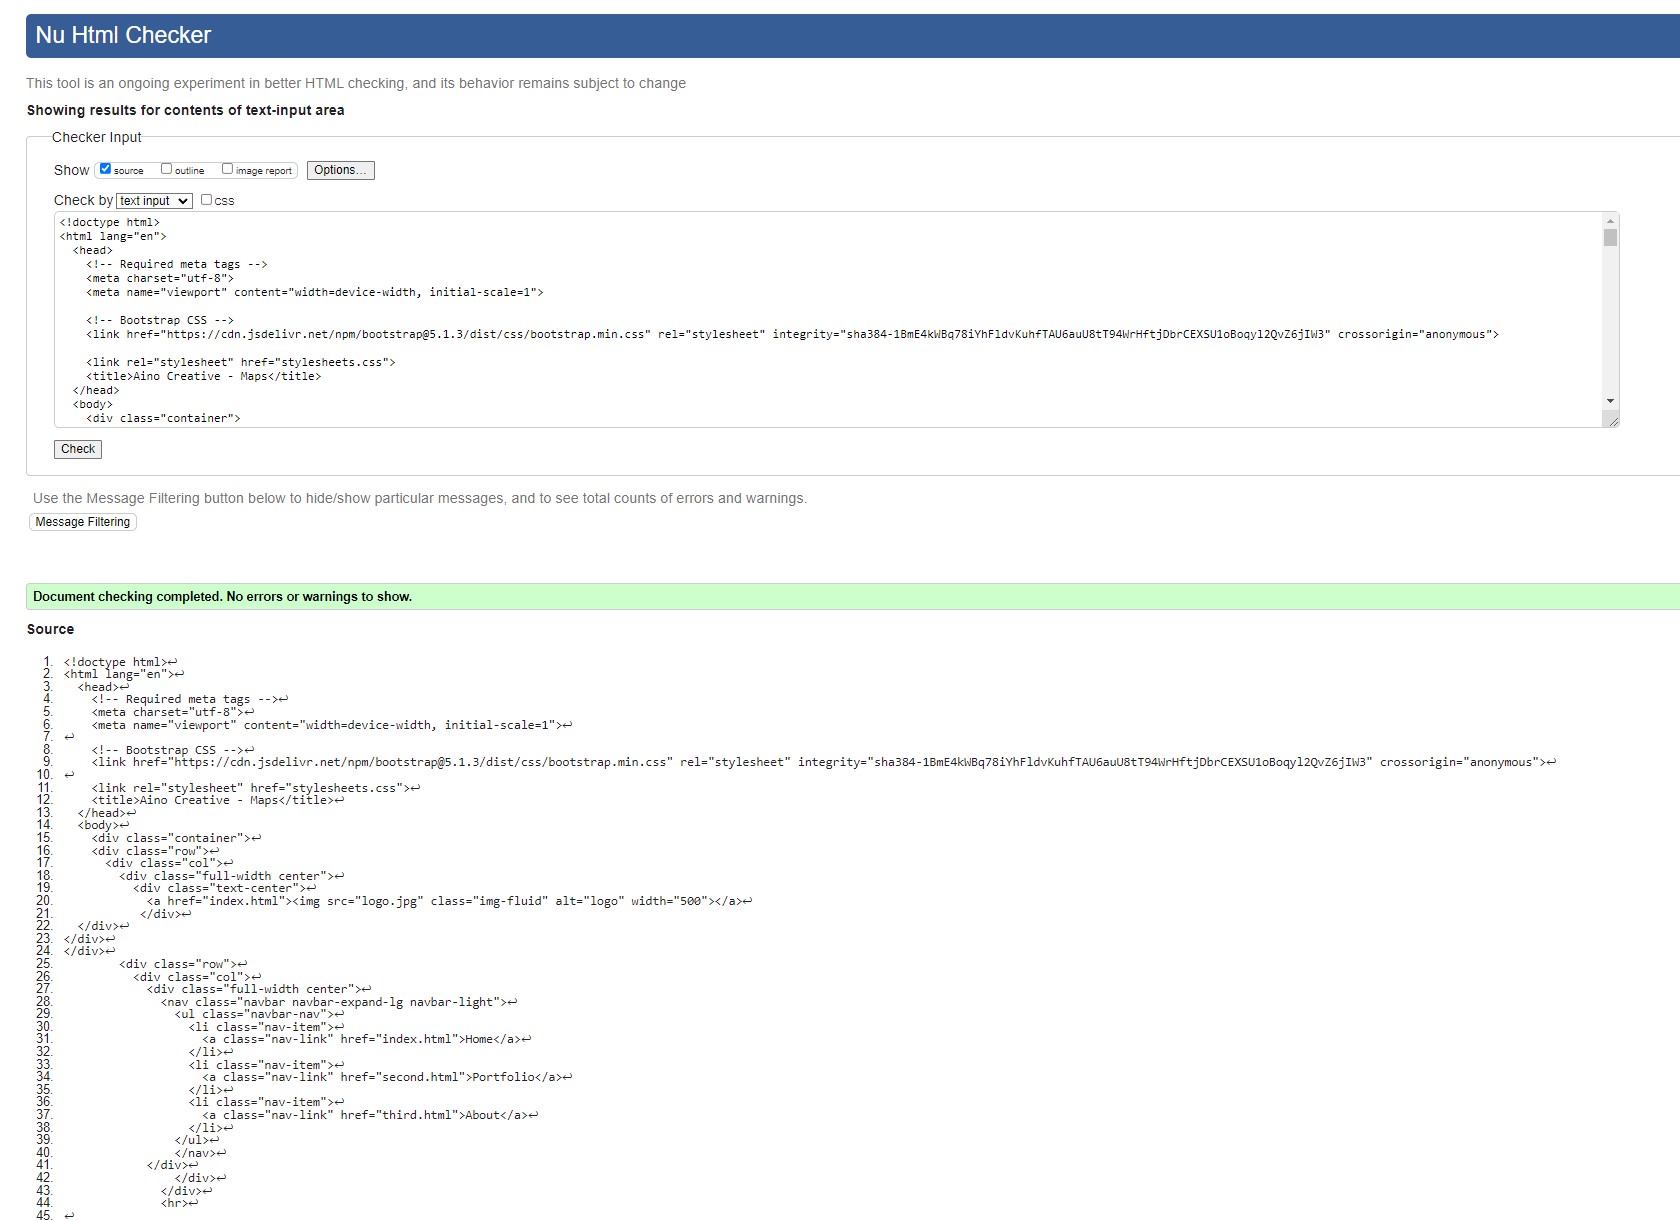 Nu Html Checker
This tool is an ongoing experiment in better HTML checking, and its behavior remains subject to change
Showing results for contents of text-input area
Checker Input
Show source outline image report Options...
Check by text input css
<!doctype html>
<html lang="en">
<head>
<!-- Required meta tags -->
<meta charset="utf-8">
<meta name="viewport" content="width=device-width, initial-scale=1">
<!-- Bootstrap CSS -->
<link href="https://cdn.jsdelivr.net/npm/bootstrap@5.1.3/dist/css/bootstrap.min.css" rel="stylesheet" integrity="sha384-1BmE4kWBq78iYhFldvKuhfTAU6auU8tT94WrHftjDbrCEXSU1oBoqyl2QvZ6jIW3" crossorigin="anonymous">
<link rel="stylesheet" href="stylesheets.css">
<title>Aino Creative - Maps</title>
</head>
<body>
<div class="container">
Check
Use the Message Filtering button below to hide/show particular messages, and to see total counts of errors and warnings.
Message Filtering
Document checking completed. No errors or warnings to show.
Source
1. <!doctype html>↩
2. <html lang="en">↩
3. <head>↩
4. <!-- Required meta tags -->↩
5. <meta charset="utf-8">↩
6. <meta name="viewport" content="width=device-width, initial-scale=1">↩
7. ↩
8. <!-- Bootstrap CSS -->↩
9. <link href="https://cdn.jsdelivr.net/npm/bootstrap@5.1.3/dist/css/bootstrap.min.css" rel="stylesheet" integrity="sha384-1BmE4kWBq78iYhFldvKuhfTAU6auU8tT94WrHftjDbrCEXSU1oBoqyl2QvZ6jIW3" crossorigin="anonymous">↩
10. ↩
11. <link rel="stylesheet" href="stylesheets.css">↩
12. <title>Aino Creative - Maps</title>↩
13. </head>↩
14. <body>↩
15. <div class="container">↩
16. <div class="row">↩
17. <div class="col">↩
18. <div class="full-width center">↩
19. <div class="text-center">↩
20. <a href="index.html"><img src="logo.jpg" class="img-fluid" alt="logo" width="500"></a>↩
21. </div>↩
22. </div>↩
23. </div>↩
24. </div>↩
25. <div class="row">↩
26. <div class="col">↩
27. <div class="full-width center">↩
28. <nav class="navbar navbar-expand-lg navbar-light">↩
29. <ul class="navbar-nav">↩
30. <li class="nav-item">↩
31. <a class="nav-link" href="index.html">Home</a>↩
32. </li>↩
33. <li class="nav-item">↩
34. <a class="nav-link" href="second.html">Portfolio</a>↩
35. </li>↩
36. <li class="nav-item">↩
37. <a class="nav-link" href="third.html">About</a>↩
38. </li>↩
39. </ul>↩
40. </nav>↩
41. </div>↩
42. </div>↩
43. </div>↩
44. <hr>↩
45. ↩